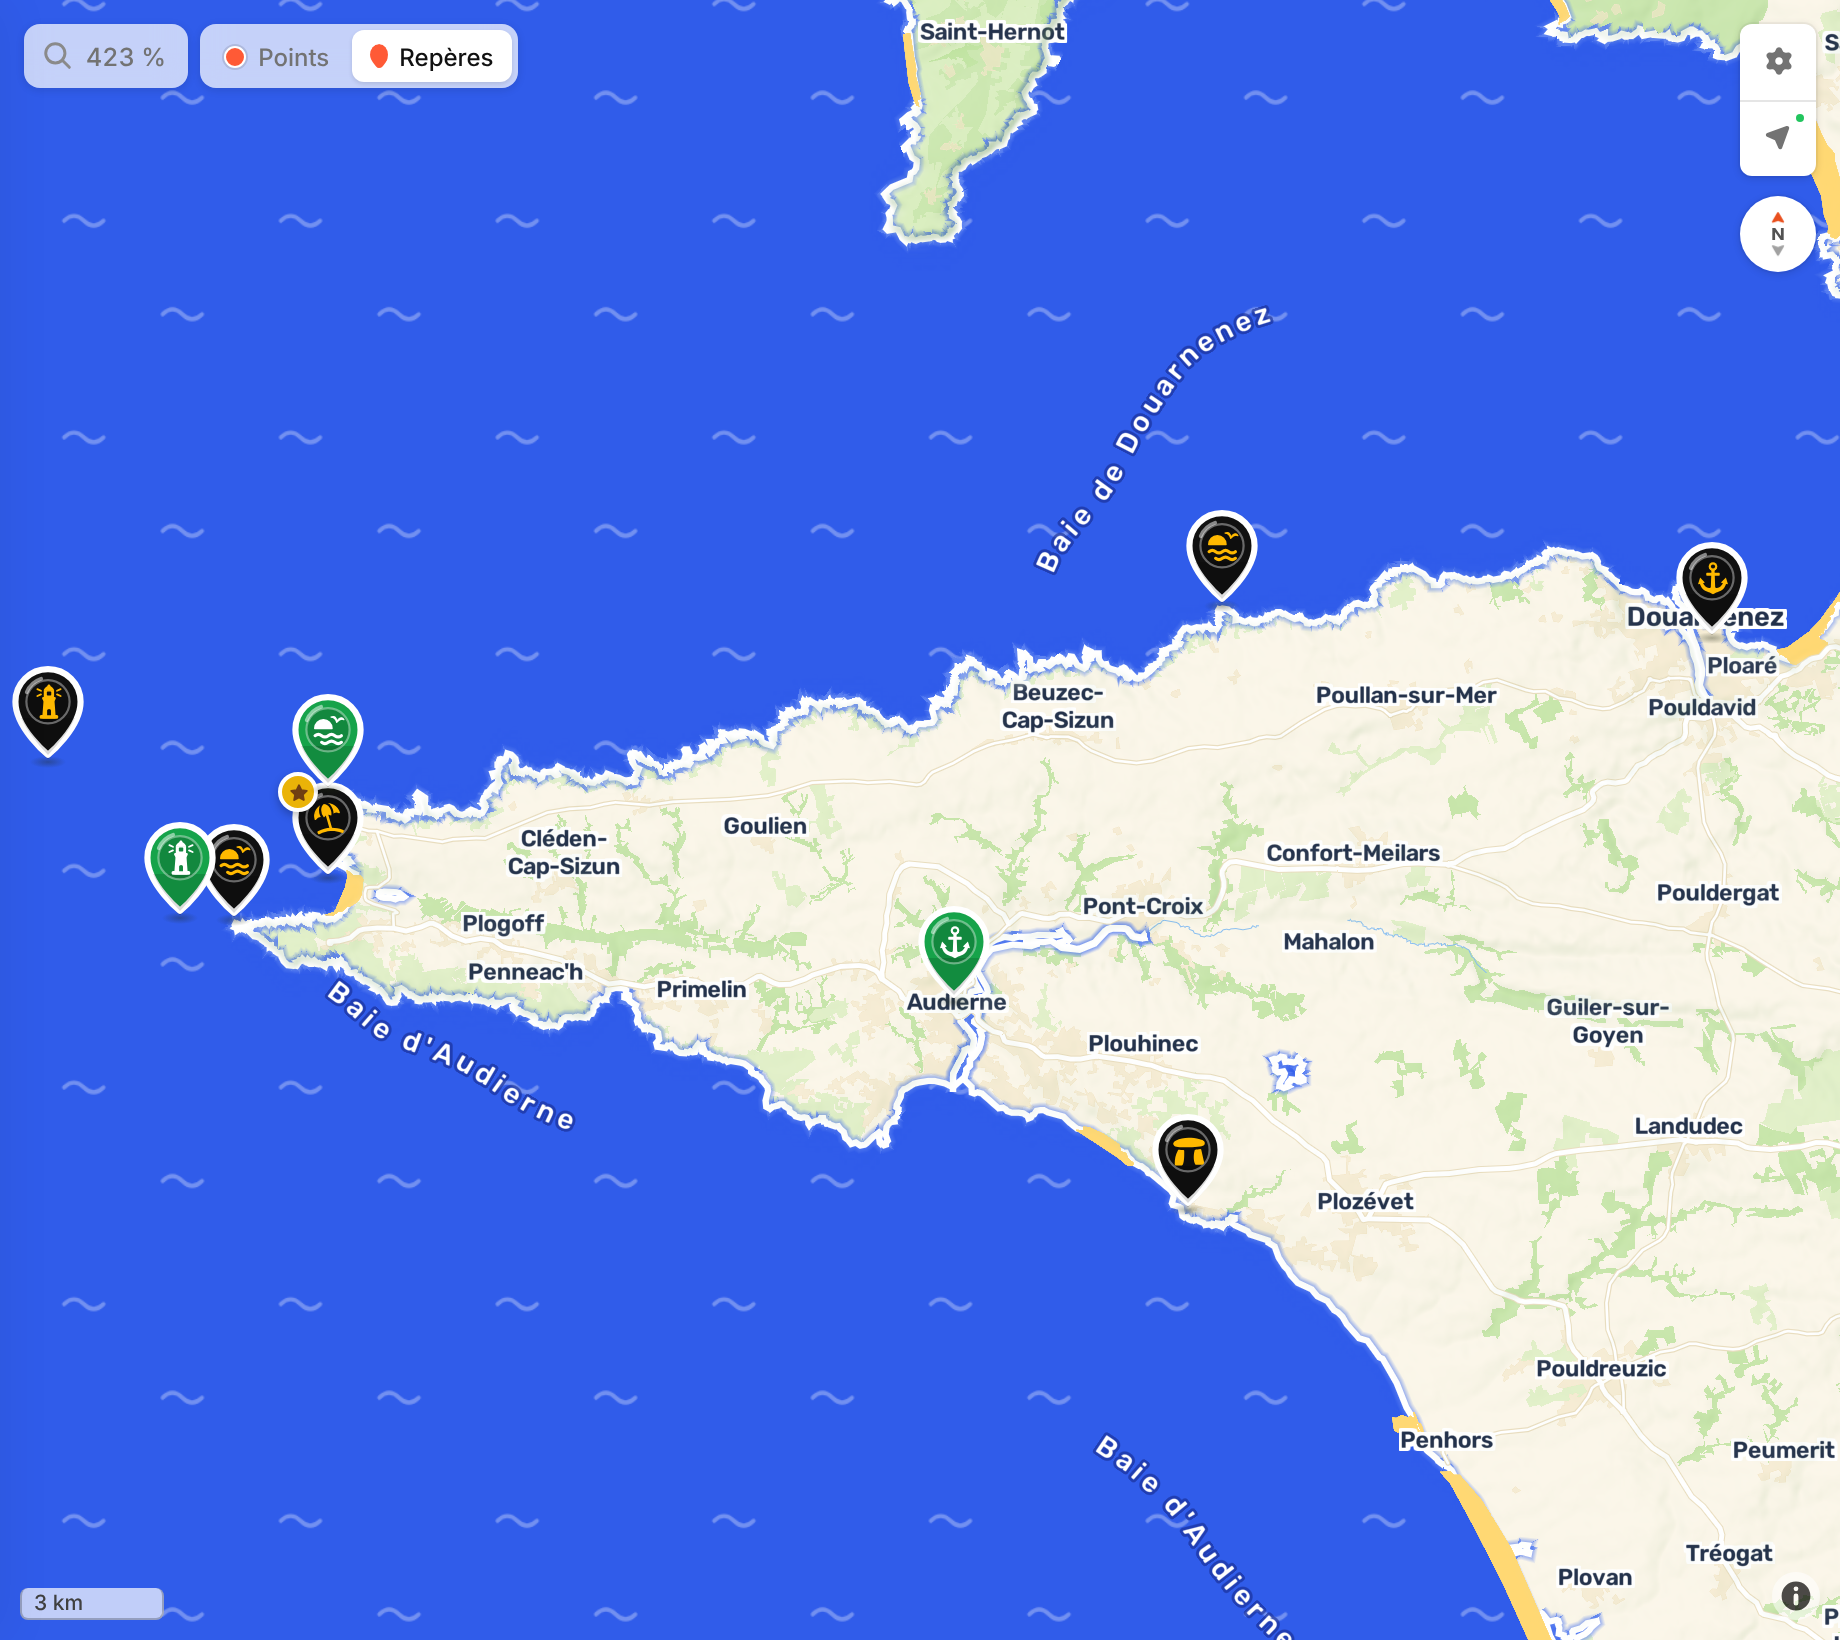 Saint-Hernot
423 %
Points
Repères
N
Baie de Douarnenez
Ploaré
Beuzec-
Cap-Sizun
Poullan-sur-Mer
Pouldavid
Goulien
Cléden-
Cap-Sizun
Confort-Meilars
Pouldergat
Pont-Croix
Plogoff
Mahalon
Penneac'h
Primelin
Audierne
Guiler-sur-
Goyen
Baie d'Audierne
Plouhinec
Landudec
Plozévet
Pouldreuzic
Penhors
Peumerit
Baie d'Audierne
Tréogat
Plovan
3 km